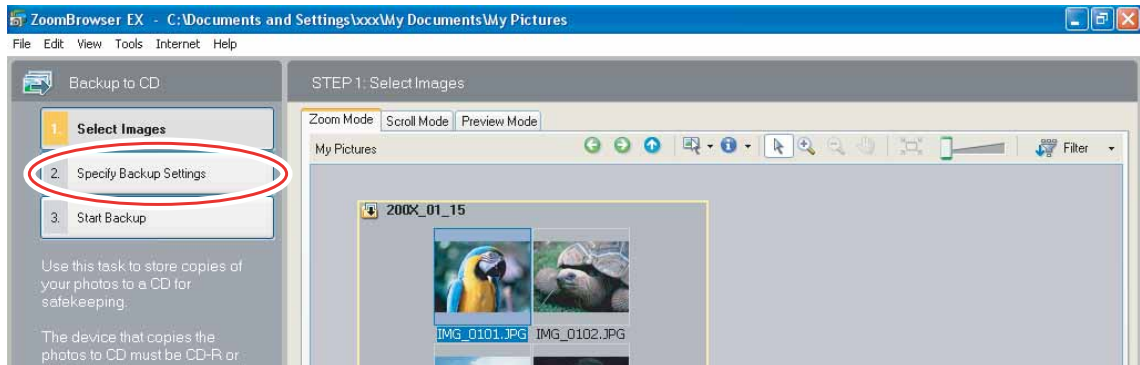 ZoomBrowser EX - C:\Documents and Settings\xxx\My Documents\My Pictures
File Edit View Tools Internet Help
Backup to CD
STEP 1: Select Images
1. Select Images
2. Specify Backup Settings
3. Start Backup
Use this task to store copies of
your photos to a CD for
safekeeping.
The device that copies the
photos to CD must be CD-R or
Zoom Mode Scroll Mode Preview Mode
My Pictures
Filter
200X_01_15
IMG_0101.JPG IMG_0102.JPG